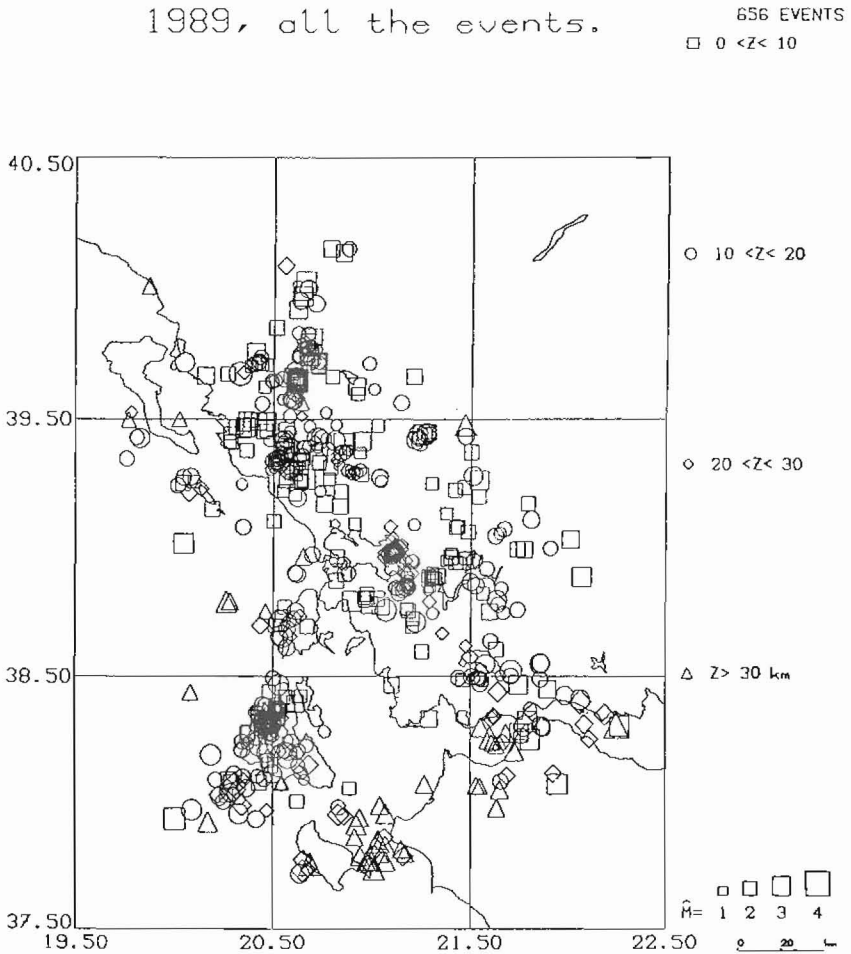 1989, all the events.
656 EVENTS
0 <Z< 10
40.50
10 <Z< 20
39.50
20 <Z< 30
38.50
Z> 30 km
M̂= 1 2 3 4
37.50
19.50 20.50 21.50 22.50
0 20 km